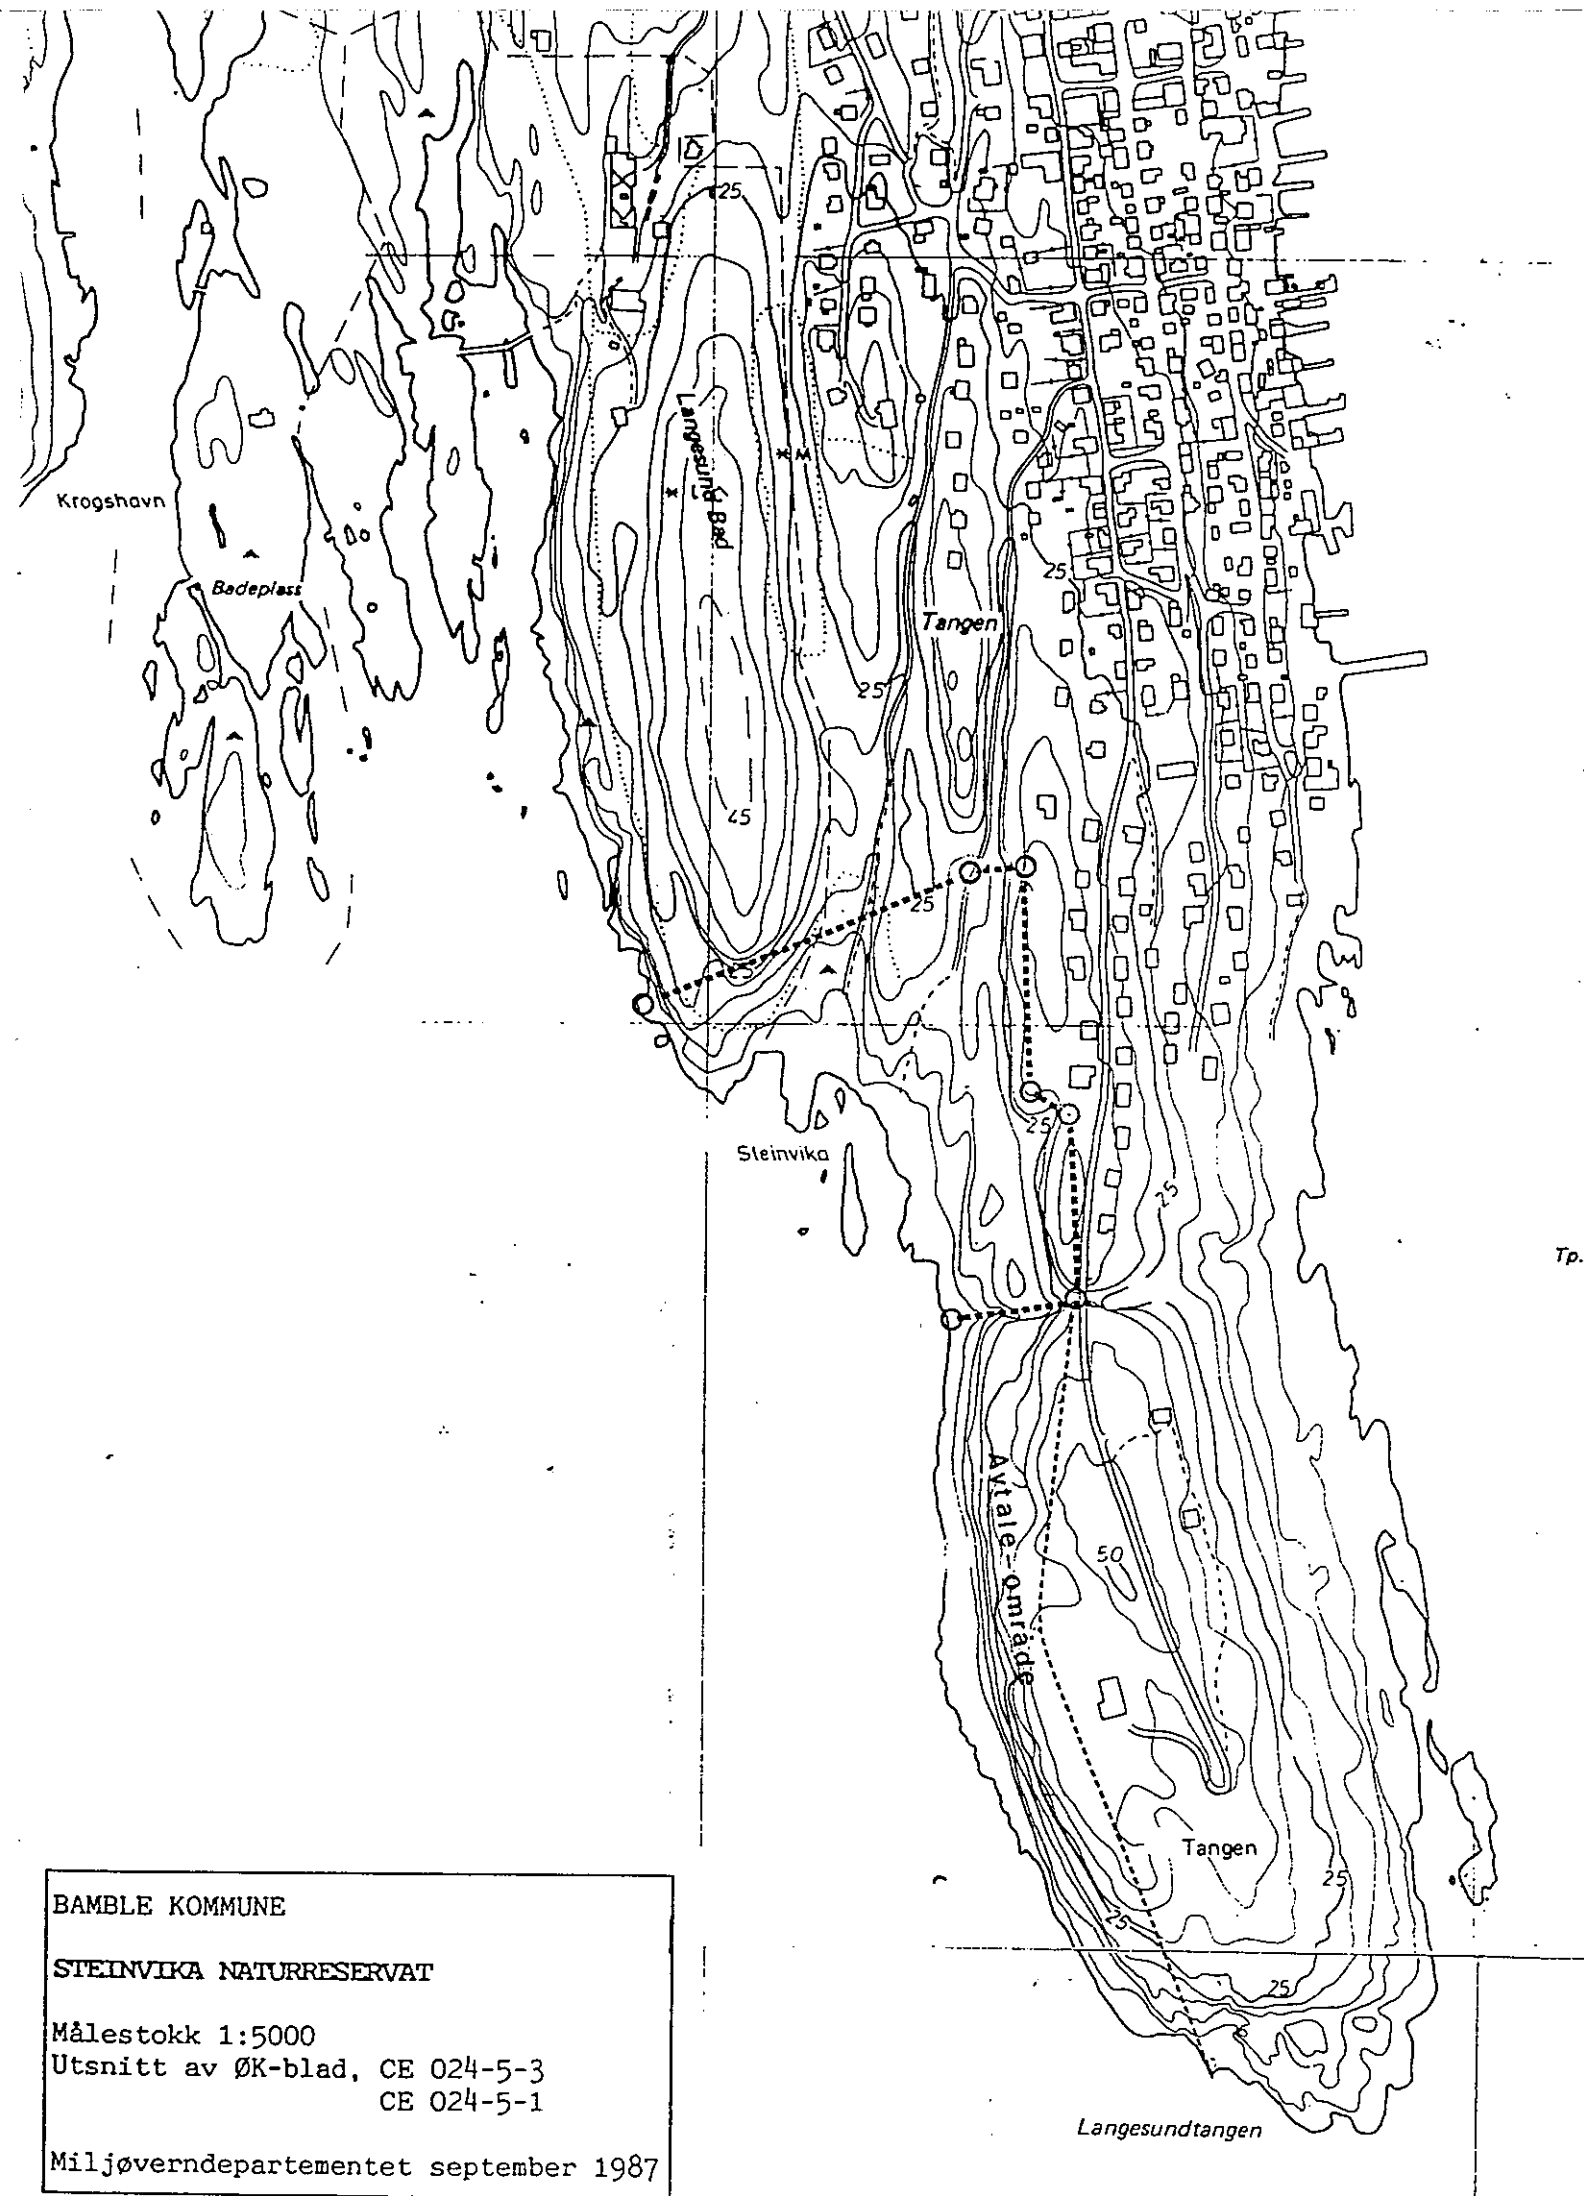 25
Langesund Bad
L
M
Krogshavn
Badeplass
25
Tangen
25
45
25
25
Steinvika
25
Tp.
Avtale-område
50
Tangen
25
25
25
Langesundtangen
BAMBLE KOMMUNE
STEINVIKA NATURRESERVAT
Målestokk 1:5000
Utsnitt av ØK-blad, CE 024-5-3
CE 024-5-1
Miljøverndepartementet september 1987